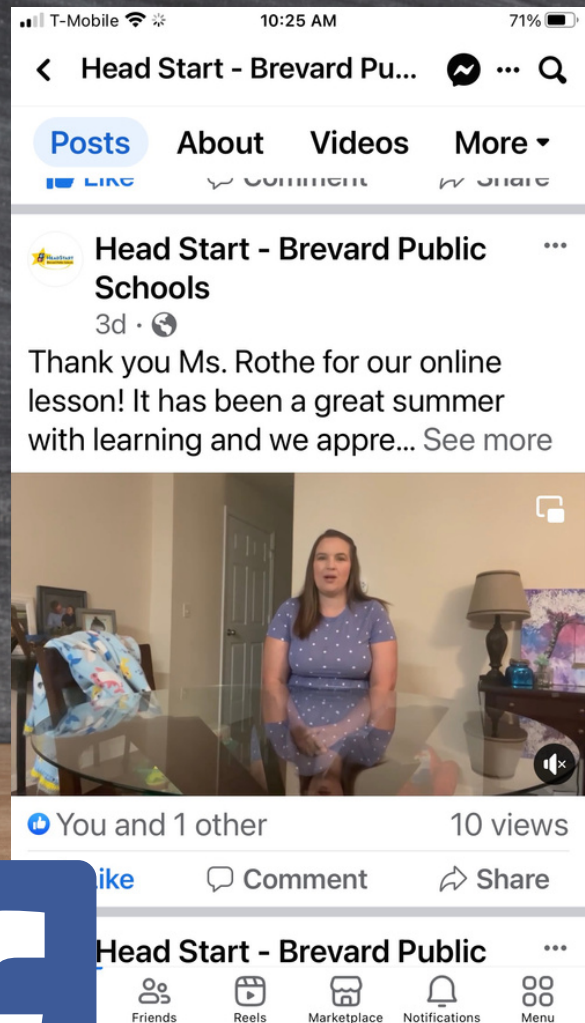 T-Mobile 10:25 AM 71%
Head Start - Brevard Pu...
Posts About Videos More
Like Comment Share
Head Start - Brevard Public
Schools
3d ·
Thank you Ms. Rothe for our online
lesson! It has been a great summer
with learning and we appre... See more
You and 1 other 10 views
ike Comment Share
Head Start - Brevard Public
Friends Reels Marketplace Notifications Menu